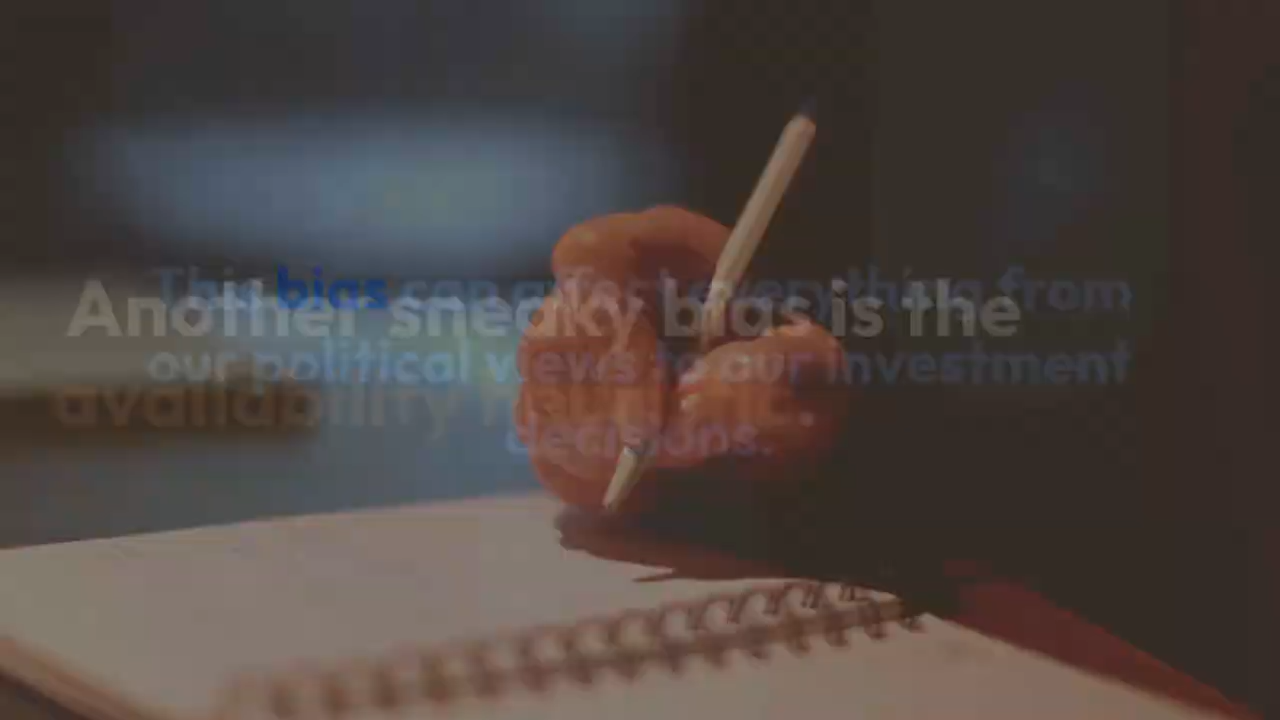 This bias can affect everything from
our political views to our investment
decisions.
Another sneaky bias is the
availability heuristic.